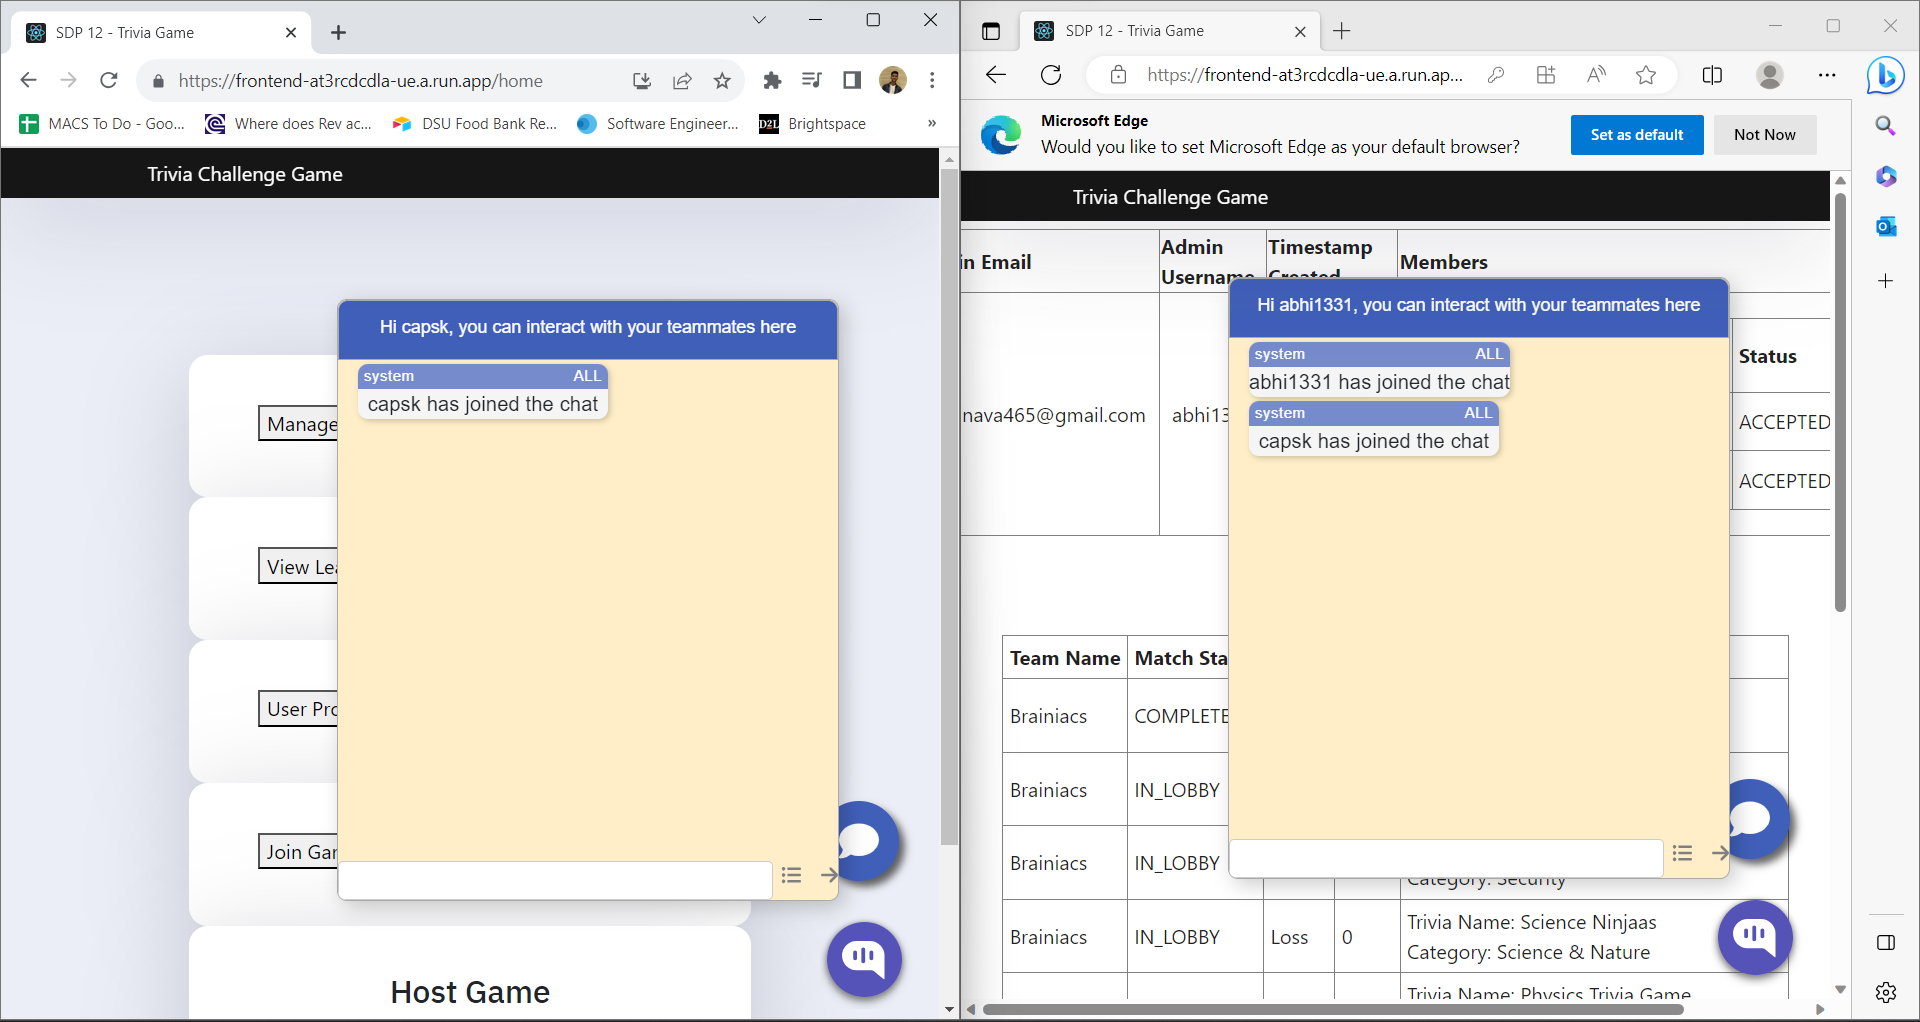 SDP 12 - Trivia Game
https://frontend-at3rcdcdla-ue.a.run.app/home
MACS To Do - Goo...
Where does Rev ac...
DSU Food Bank Re...
Software Engineer...
D2L
Brightspace
»
Trivia Challenge Game
Hi capsk, you can interact with your teammates here
system ALL
capsk has joined the chat
Manage
View Lea
User Pro
Join Gar
Host Game
SDP 12 - Trivia Game
https://frontend-at3rcdcdla-ue.a.run.ap...
Microsoft Edge
Would you like to set Microsoft Edge as your default browser?
Set as default
Not Now
Trivia Challenge Game
in Email
Admin
Username
Timestamp
Created
Members
Hi abhi1331, you can interact with your teammates here
system ALL
abhi1331 has joined the chat
system ALL
capsk has joined the chat
nava465@gmail.com
abhi13
Status
ACCEPTED
ACCEPTED
Team Name Match Sta
Brainiacs COMPLETE
Brainiacs IN_LOBBY
Brainiacs IN_LOBBY
Category: Security
Brainiacs IN_LOBBY Loss 0
Trivia Name: Science Ninjaas
Category: Science & Nature
Trivia Name: Physics Trivia Game